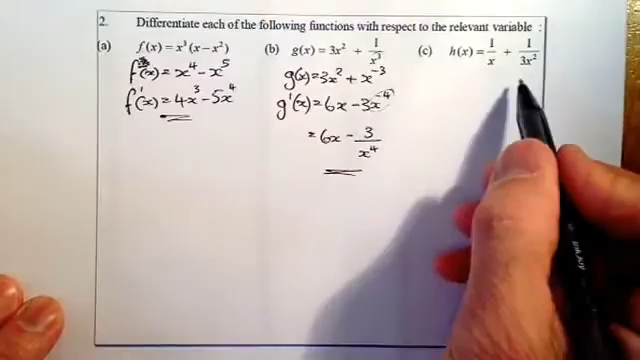 2. Differentiate each of the following functions with respect to the relevant variable :
(a) f(x) = x³(x – x²) (b) g(x) = 3x² + 1/x³ (c) h(x) = 1/x + 1/3x²
f(x) = x⁴ – x⁵ g(x) = 3x² + x⁻³
f'(x) = 4x³ – 5x⁴ g'(x) = 6x – 3x⁻⁴
= 6x – 3/x⁴